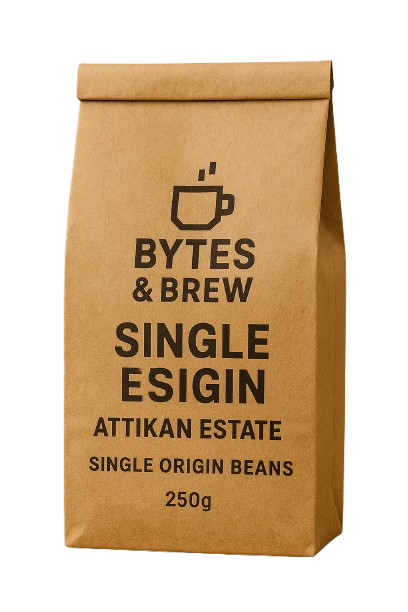 BYTES
& BREW
SINGLE
ESIGIN
ATTIKAN ESTATE
SINGLE ORIGIN BEANS
250g